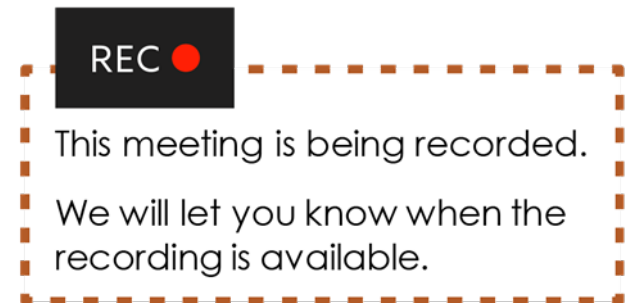 REC
This meeting is being recorded.
We will let you know when the
recording is available.